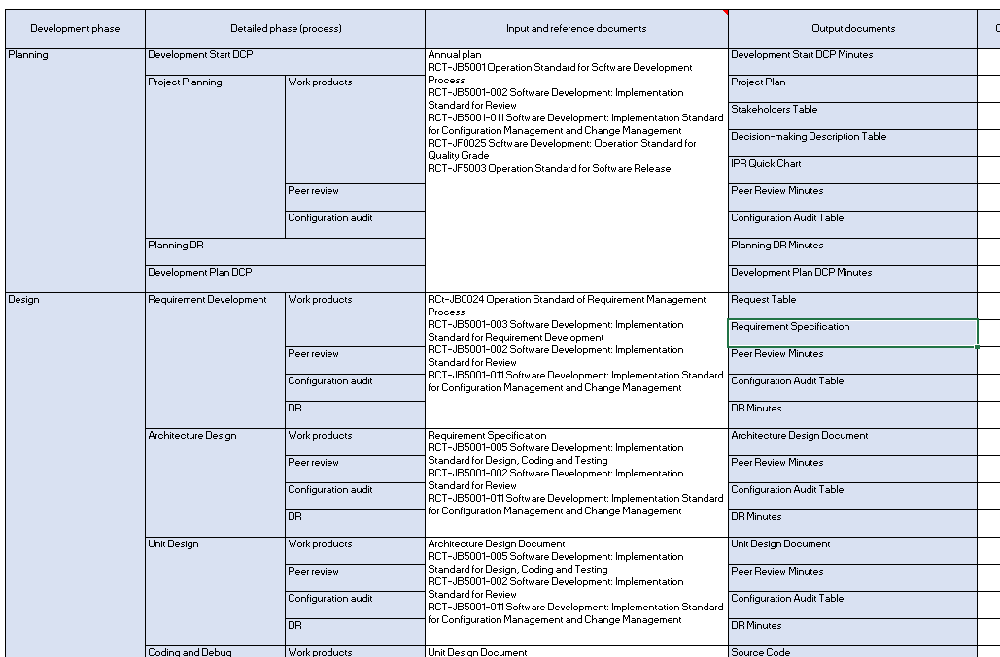 Development phase
Detailed phase (process)
Input and reference documents
Output documents
Planning
Development Start DCP
Annual plan
RCT-JB5001 Operation Standard for Software Development
Process
RCT-JB5001-002 Software Development: Implementation
Standard for Review
RCT-JB5001-011 Software Development: Implementation Standard
for Configuration Management and Change Management
RCT-JF0025 Software Development: Operation Standard for
Quality Grade
RCT-JF5003 Operation Standard for Software Release
Development Start DCP Minutes
Project Planning
Work products
Project Plan
Stakeholders Table
Decision-making Description Table
IPR Quick Chart
Peer review
Peer Review Minutes
Configuration audit
Configuration Audit Table
Planning DR
Planning DR Minutes
Development Plan DCP
Development Plan DCP Minutes
Design
Requirement Development
Work products
RCt-JB0024 Operation Standard of Requirement Management
Process
RCT-JB5001-003 Software Development: Implementation
Standard for Requirement Development
RCT-JB5001-002 Software Development: Implementation
Standard for Review
RCT-JB5001-011 Software Development: Implementation Standard
for Configuration Management and Change Management
Request Table
Requirement Specification
Peer review
Peer Review Minutes
Configuration audit
Configuration Audit Table
DR
DR Minutes
Architecture Design
Work products
Requirement Specification
RCT-JB5001-005 Software Development: Implementation
Standard for Design, Coding and Testing
RCT-JB5001-002 Software Development: Implementation
Standard for Review
RCT-JB5001-011 Software Development: Implementation Standard
for Configuration Management and Change Management
Architecture Design Document
Peer review
Peer Review Minutes
Configuration audit
Configuration Audit Table
DR
DR Minutes
Unit Design
Work products
Architecture Design Document
RCT-JB5001-005 Software Development: Implementation
Standard for Design, Coding and Testing
RCT-JB5001-002 Software Development: Implementation
Standard for Review
RCT-JB5001-011 Software Development: Implementation Standard
for Configuration Management and Change Management
Unit Design Document
Peer review
Peer Review Minutes
Configuration audit
Configuration Audit Table
DR
DR Minutes
Coding and Debug
Work products
Unit Design Document
Source Code